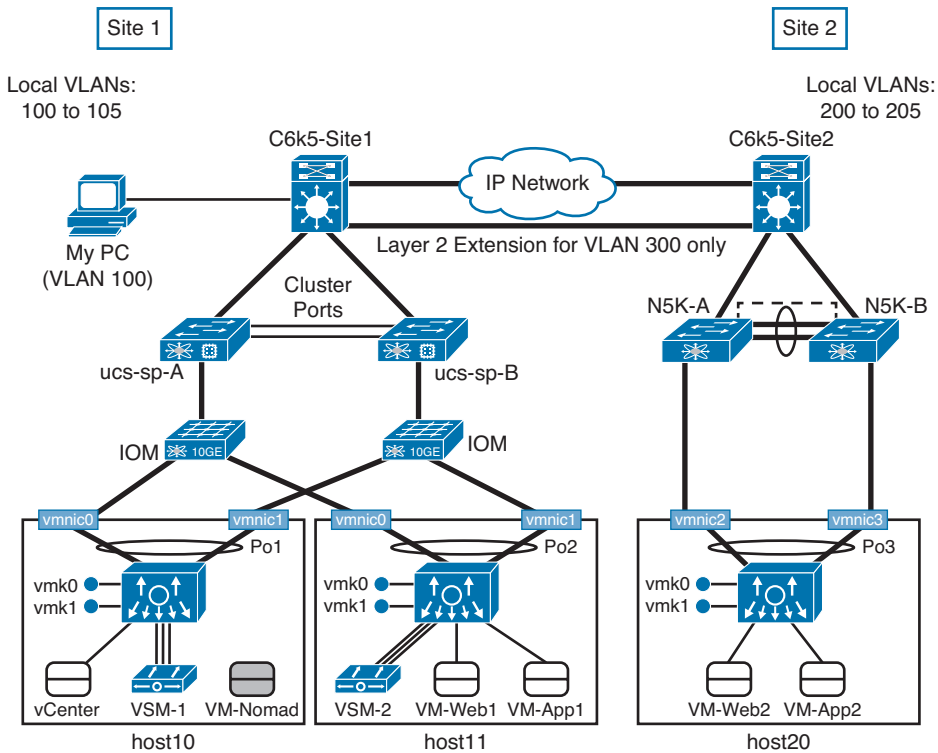 Site 1
Site 2
Local VLANs:
100 to 105
Local VLANs:
200 to 205
C6k5-Site1
C6k5-Site2
IP Network
My PC
(VLAN 100)
Layer 2 Extension for VLAN 300 only
Cluster
Ports
N5K-A
N5K-B
ucs-sp-A
ucs-sp-B
IOM
10GE
10GE
IOM
vmnic0
vmnic1
vmnic0
vmnic1
vmnic2
vmnic3
Po1
Po2
Po3
vmk0
vmk1
vmk0
vmk1
vmk0
vmk1
vCenter
VSM-1
VM-Nomad
VSM-2
VM-Web1
VM-App1
VM-Web2
VM-App2
host10
host11
host20